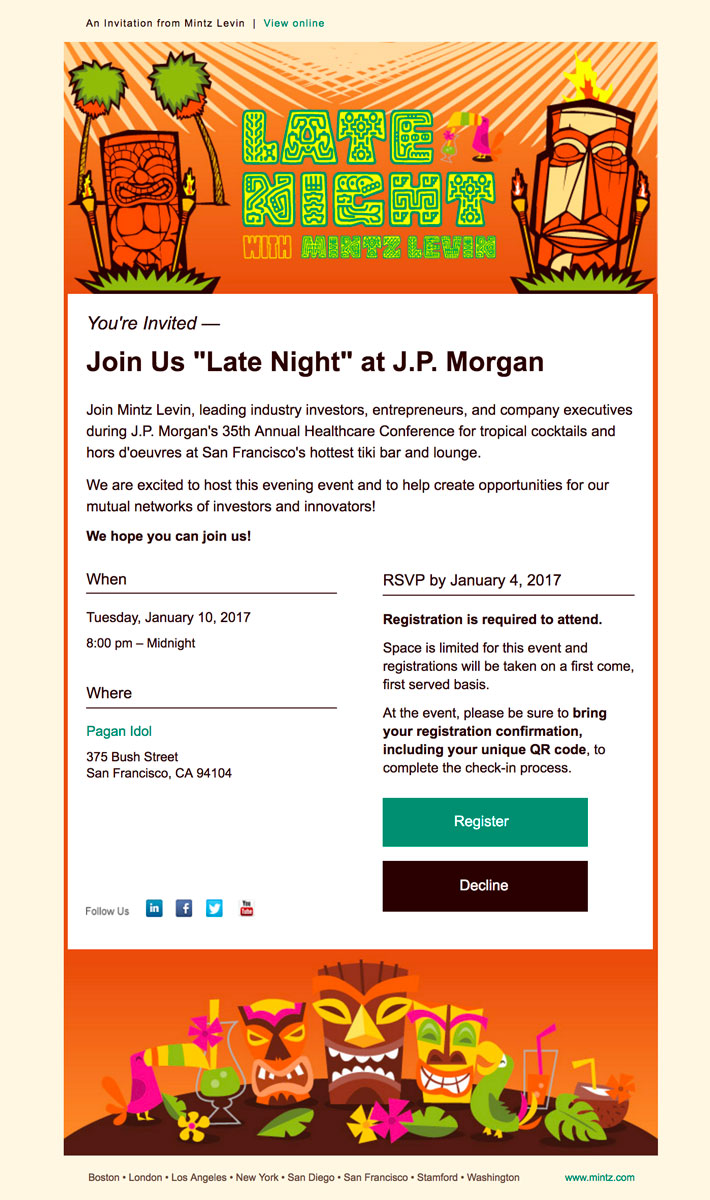 An Invitation from Mintz Levin | View online
LATE
NIGHT
WITH MINTZ LEVIN
You're Invited —
Join Us "Late Night" at J.P. Morgan
Join Mintz Levin, leading industry investors, entrepreneurs, and company executives
during J.P. Morgan's 35th Annual Healthcare Conference for tropical cocktails and
hors d'oeuvres at San Francisco's hottest tiki bar and lounge.
We are excited to host this evening event and to help create opportunities for our
mutual networks of investors and innovators!
We hope you can join us!
When
Tuesday, January 10, 2017
8:00 pm – Midnight
Where
Pagan Idol
375 Bush Street
San Francisco, CA 94104
RSVP by January 4, 2017
Registration is required to attend.
Space is limited for this event and
registrations will be taken on a first come,
first served basis.
At the event, please be sure to bring
your registration confirmation,
including your unique QR code, to
complete the check-in process.
Register
Decline
Follow Us in f You Tube
Boston • London • Los Angeles • New York • San Diego • San Francisco • Stamford • Washington www.mintz.com